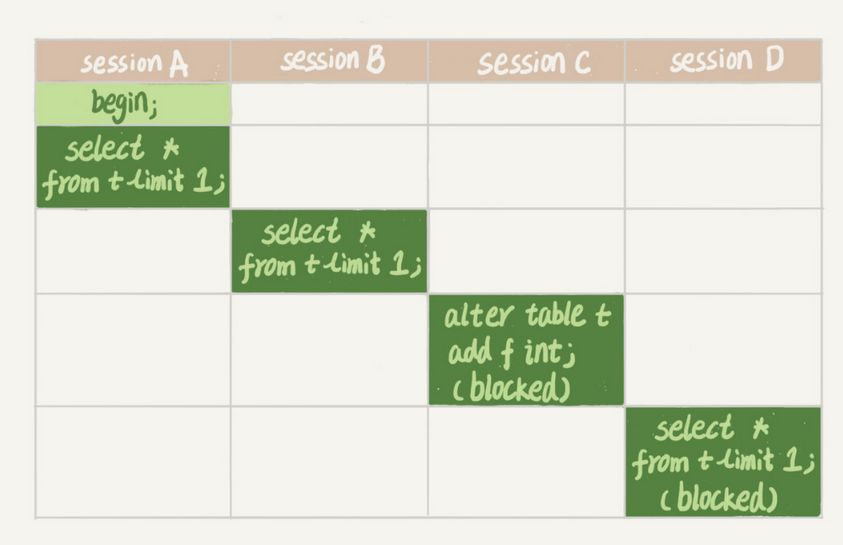 session A
session B
session C
session D
begin;
select *
from t limit 1;
select *
from t limit 1;
alter table t
add f int;
(blocked)
select *
from t limit 1;
(blocked)